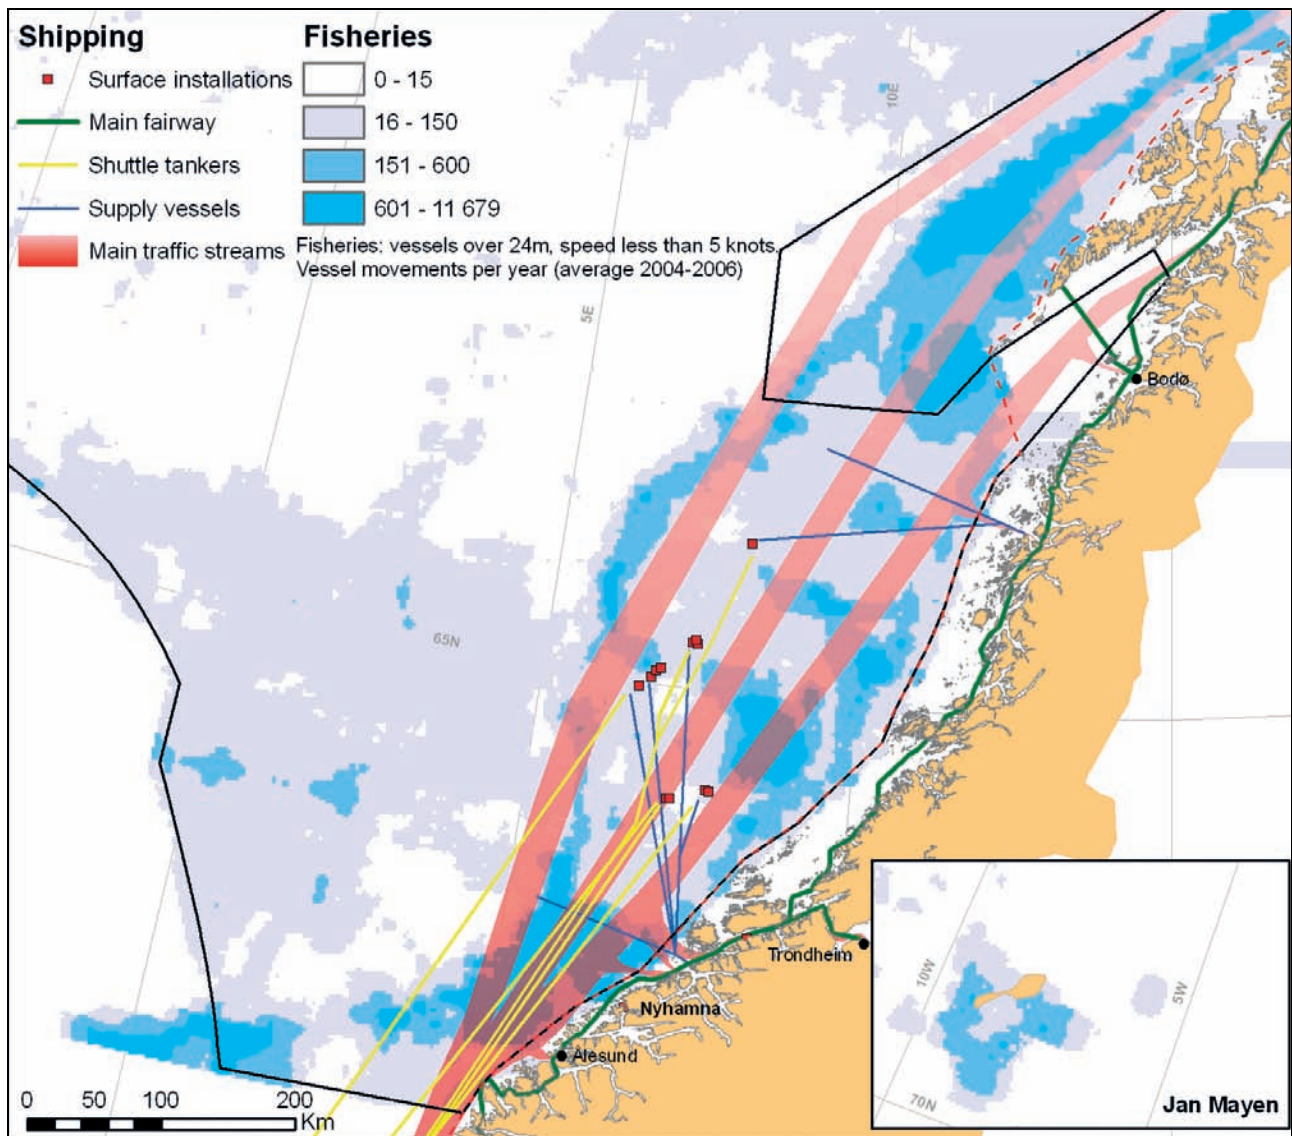 Shipping
Surface installations
Main fairway
Shuttle tankers
Supply vessels
Main traffic streams
Fisheries
0 - 15
16 - 150
151 - 600
601 - 11 679
Fisheries: vessels over 24m, speed less than 5 knots.
Vessel movements per year (average 2004-2006)
10E
5E
65N
Bodø
Trondheim
Nyhamna
Ålesund
0 50 100 200
Km
10W
5W
70N
Jan Mayen